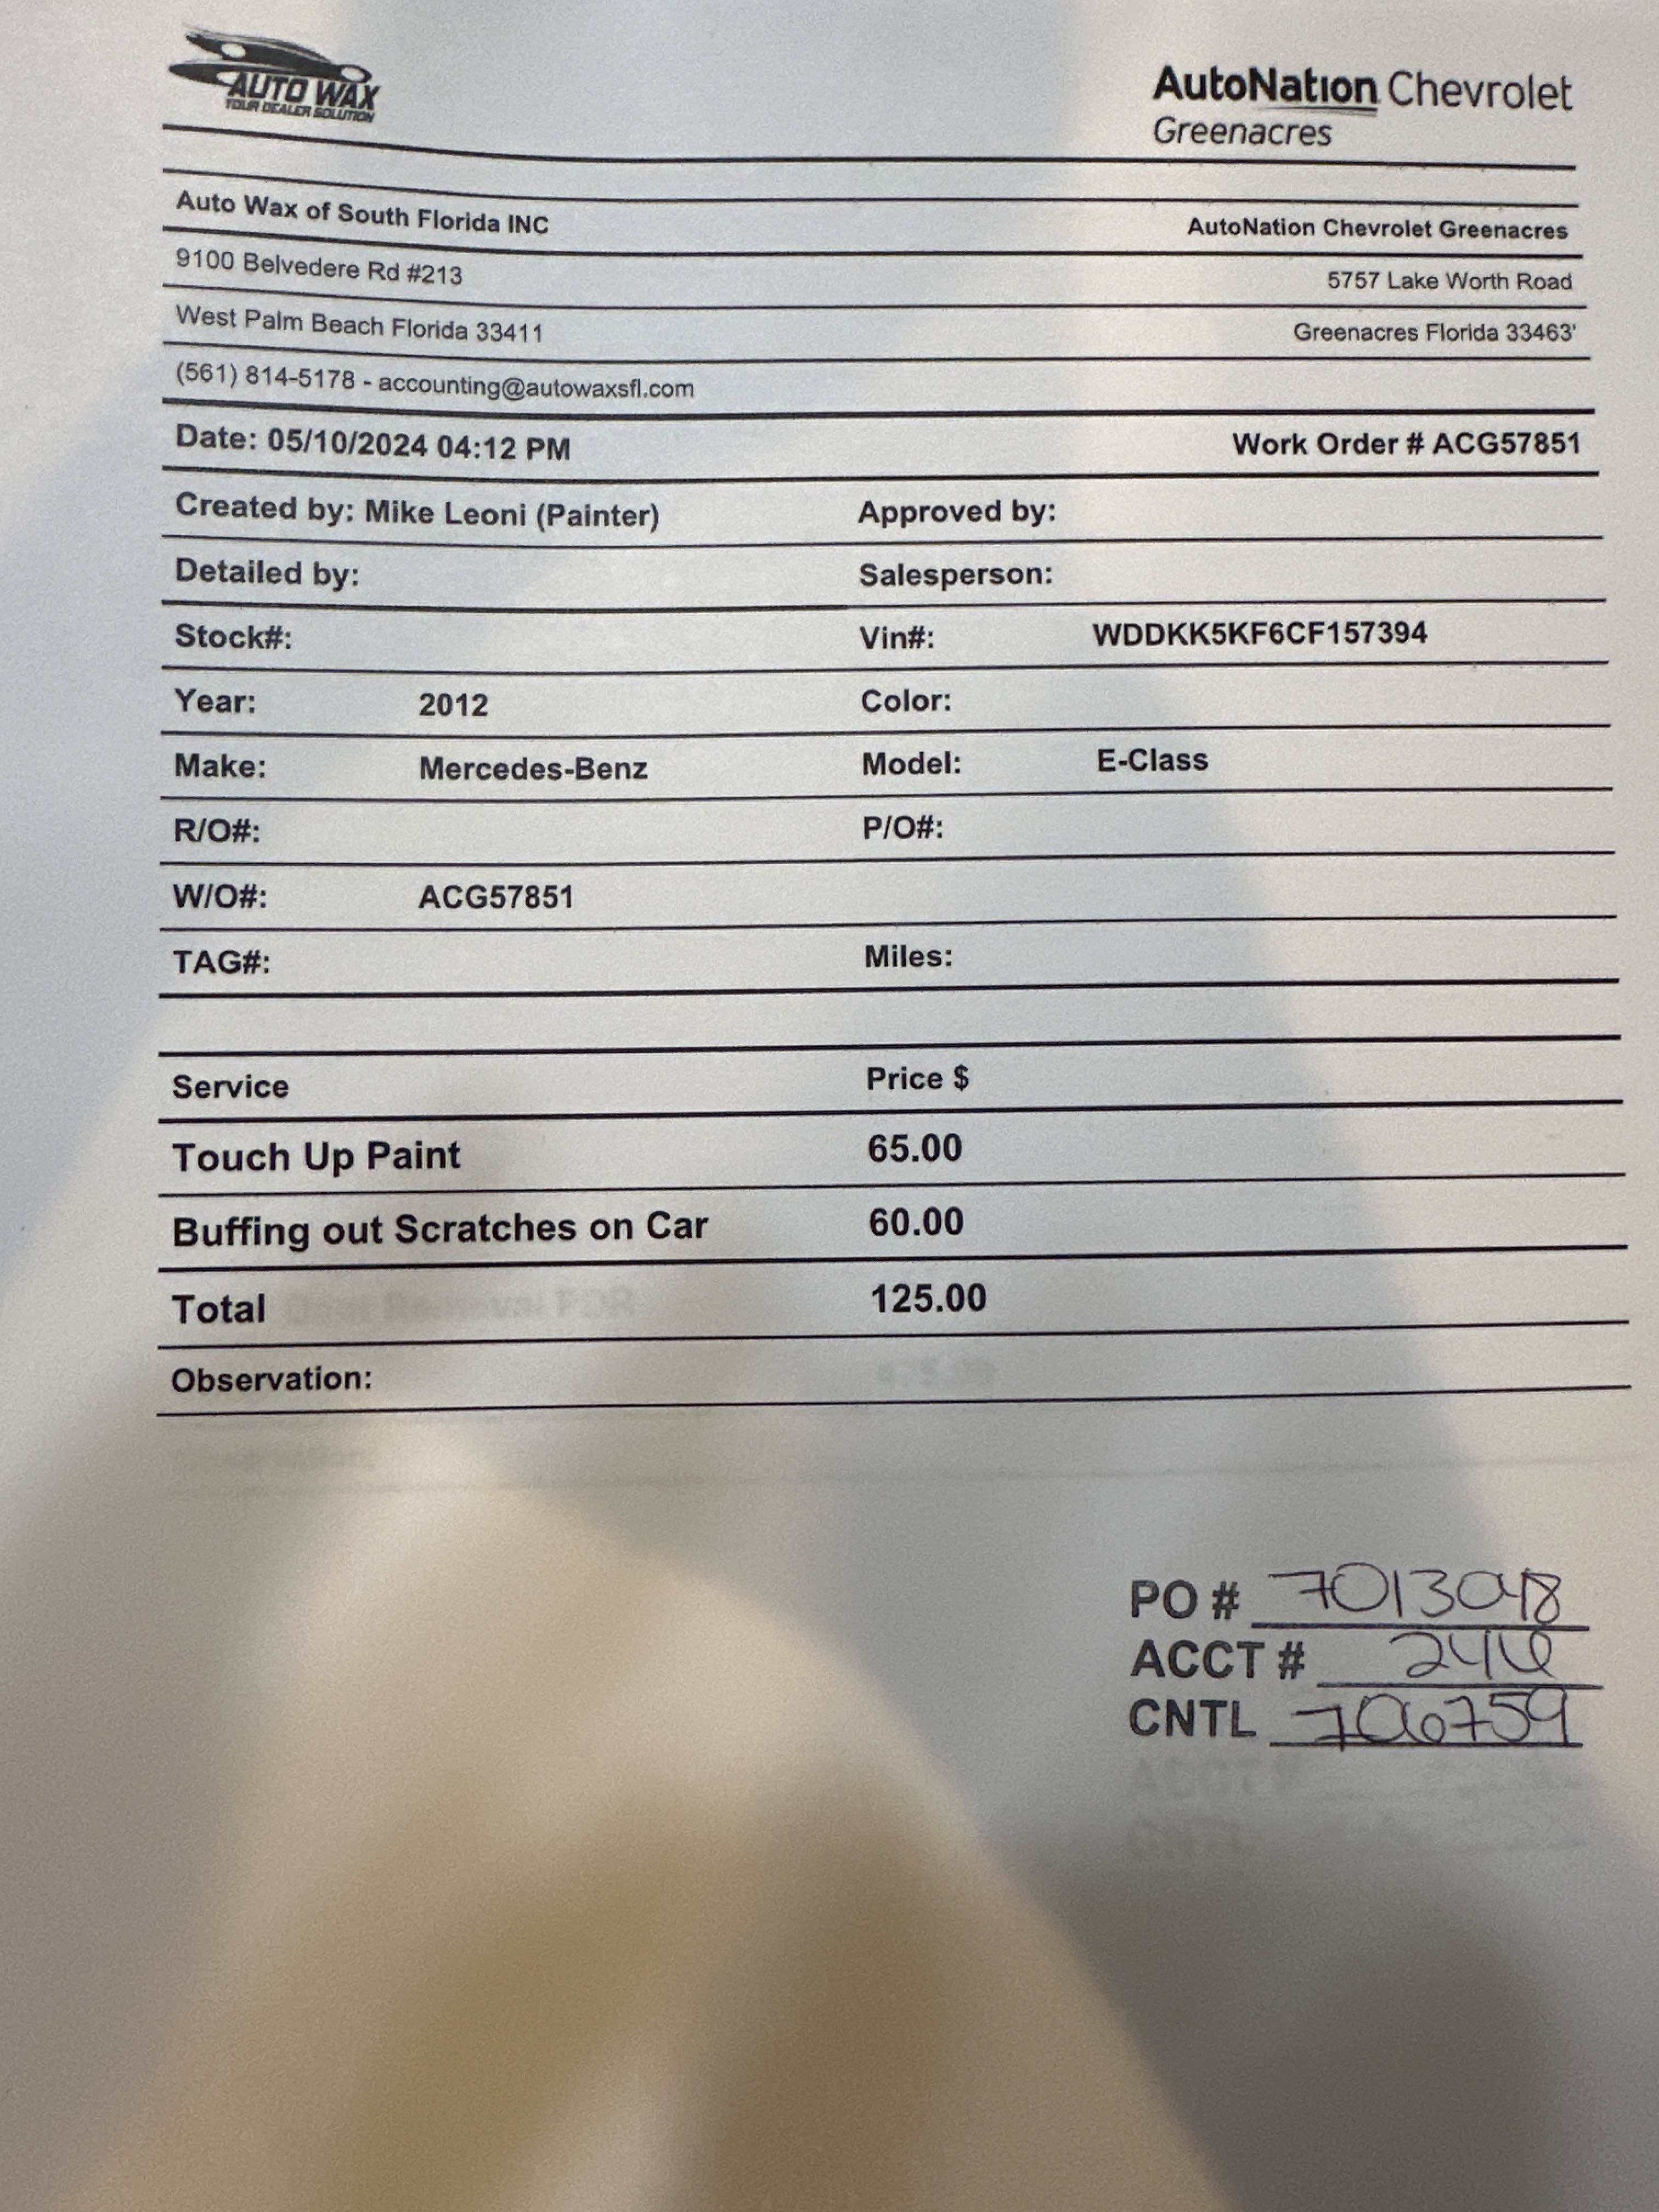 AUTO WAX
YOUR DEALER SOLUTION
AutoNation Chevrolet
Greenacres
Auto Wax of South Florida INC
AutoNation Chevrolet Greenacres
9100 Belvedere Rd #213
5757 Lake Worth Road
West Palm Beach Florida 33411
Greenacres Florida 33463'
(561) 814-5178 - accounting@autowaxsfl.com
Date: 05/10/2024 04:12 PM
Work Order # ACG57851
Created by: Mike Leoni (Painter) Approved by:
Detailed by: Salesperson:
Stock#: Vin#: WDDKK5KF6CF157394
Year: 2012 Color:
Make: Mercedes-Benz Model: E-Class
R/O#: P/O#:
W/O#: ACG57851
TAG#: Miles:
Service Price $
Touch Up Paint 65.00
Buffing out Scratches on Car 60.00
Total 125.00
Observation:
PO #
ACCT #
CNTL 706759